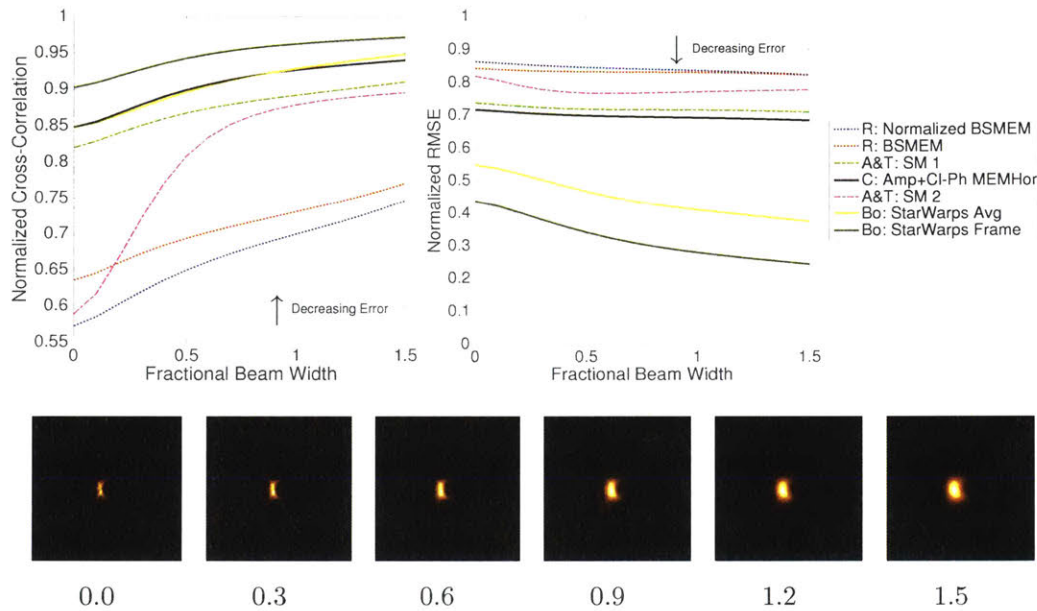 1
0.95
0.9
0.85
0.8
0.75
0.7
0.65
0.6
0.55
Normalized Cross-Correlation
Decreasing Error
0
0.5
1
1.5
Fractional Beam Width
1
0.9
0.8
0.7
0.6
0.5
0.4
0.3
0.2
0.1
0
Normalized RMSE
Decreasing Error
0
0.5
1
1.5
Fractional Beam Width
R: Normalized BSMEM
R: BSMEM
A&T: SM 1
C: Amp+Cl-Ph MEMHor
A&T: SM 2
Bo: StarWarps Avg
Bo: StarWarps Frame
0.0 0.3 0.6 0.9 1.2 1.5